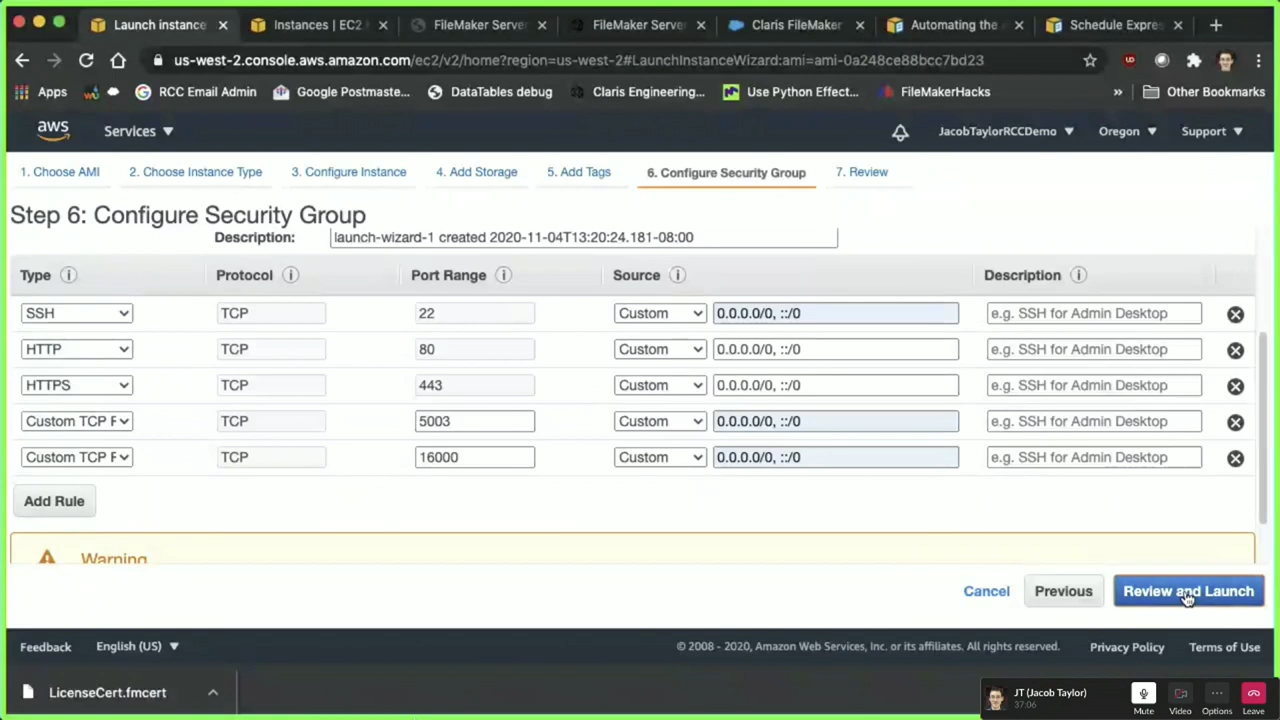 Launch instance
Instances | EC2
FileMaker Serve
FileMaker Serve
Claris FileMaker
Automating the
Schedule Expres
us-west-2.console.aws.amazon.com/ec2/v2/home?region=us-west-2#LaunchInstanceWizard:ami=ami-0a248ce88bcc7bd23
Apps
RCC Email Admin
Google Postmaste...
DataTables debug
Claris Engineering...
Use Python Effect...
FileMakerHacks
»
Other Bookmarks
aws
Services
JacobTaylorRCCDemo
Oregon
Support
1. Choose AMI
2. Choose Instance Type
3. Configure Instance
4. Add Storage
5. Add Tags
6. Configure Security Group
7. Review
Step 6: Configure Security Group
Description: launch-wizard-1 created 2020-11-04T13:20:24.181-08:00
Type Protocol Port Range Source Description
SSH TCP 22 Custom 0.0.0.0/0, ::/0 e.g. SSH for Admin Desktop
HTTP TCP 80 Custom 0.0.0.0/0, ::/0 e.g. SSH for Admin Desktop
HTTPS TCP 443 Custom 0.0.0.0/0, ::/0 e.g. SSH for Admin Desktop
Custom TCP F TCP 5003 Custom 0.0.0.0/0, ::/0 e.g. SSH for Admin Desktop
Custom TCP F TCP 16000 Custom 0.0.0.0/0, ::/0 e.g. SSH for Admin Desktop
Add Rule
Warning
Cancel
Previous
Review and Launch
Feedback
English (US)
© 2008 - 2020, Amazon Web Services, Inc. or its affiliates. All rights reserved.
Privacy Policy
Terms of Use
LicenseCert.fmcert
JT (Jacob Taylor)
37:06
Mute
Video
Options
Leave